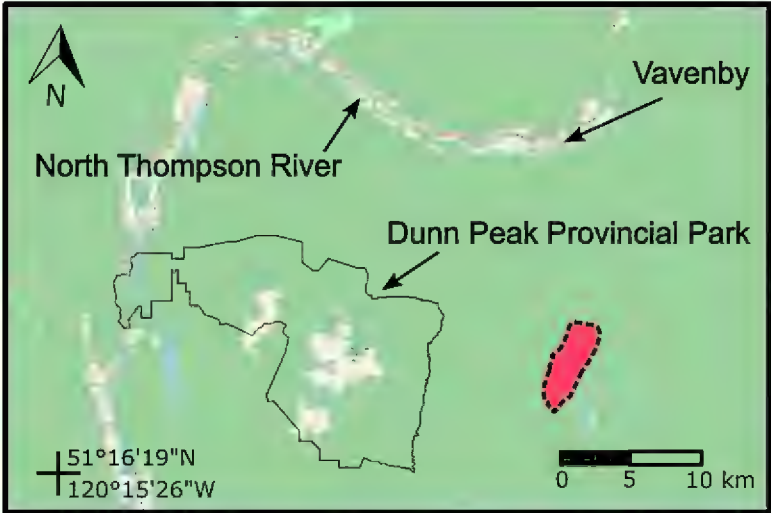 Vavenby
N
North Thompson River
Dunn Peak Provincial Park
51°16'19"N
120°15'26"W
0 5 10 km